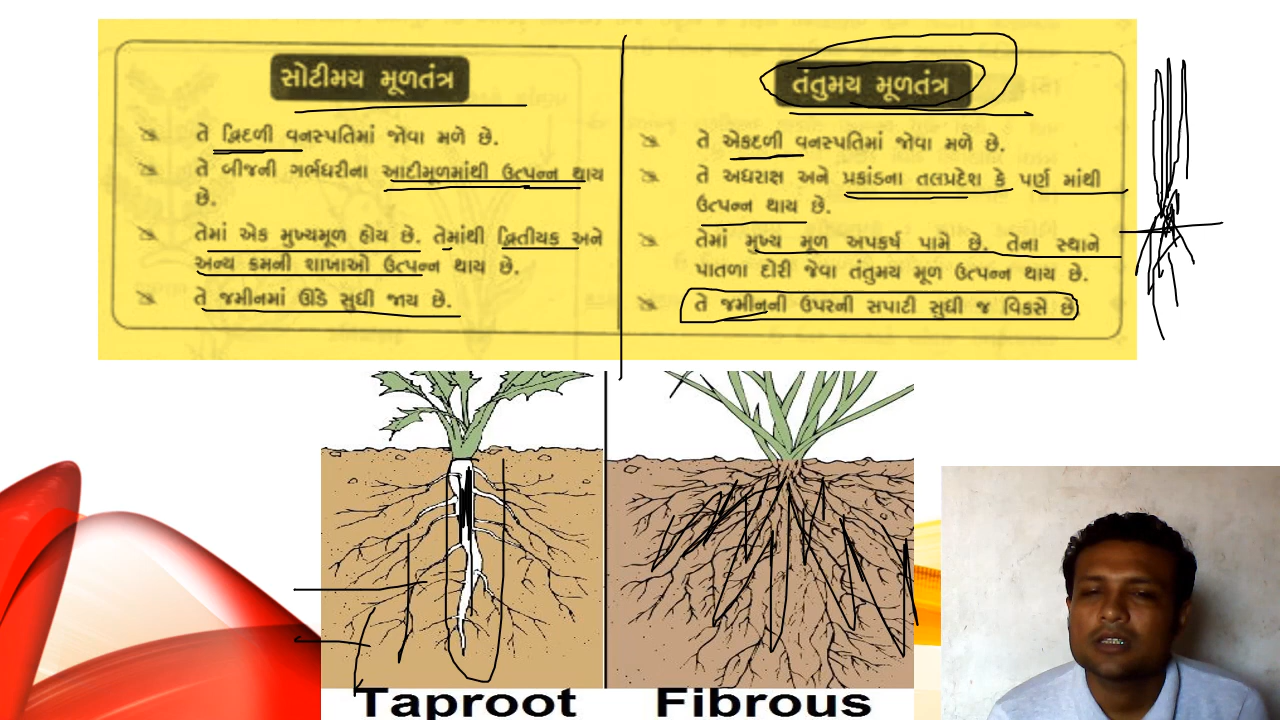 સોટીમય મૂળતંત્ર
તે દ્વિદળી વનસ્પતિમાં જોવા મળે છે.
તે બીજની ગર્ભધરીના આદીમૂળમાંથી ઉત્પન્ન થાય
છે.
તેમાં એક મુખ્યમૂળ હોય છે. તેમાંથી દ્વિતીયક અને
અન્ય કમની શાખાઓ ઉત્પન્ન થાય છે.
તે જમીનમાં ઊંડે સુધી જાય છે.
તંતુમય મૂળતંત્ર
તે એકદળી વનસ્પતિમાં જોવા મળે છે.
તે અધરાક્ષ અને પ્રકાંડના તલપ્રદેશ કે પર્ણ માંથી
ઉત્પન્ન થાય છે.
તેમાં મુખ્ય મૂળ અપકર્ષ પામે છે. તેના સ્થાને
પાતળા દોરી જેવા તંતુમય મૂળ ઉત્પન્ન થાય છે.
તે જમીનની ઉપરની સપાટી સુધી જ વિકસે છે
Taproot
Fibrous